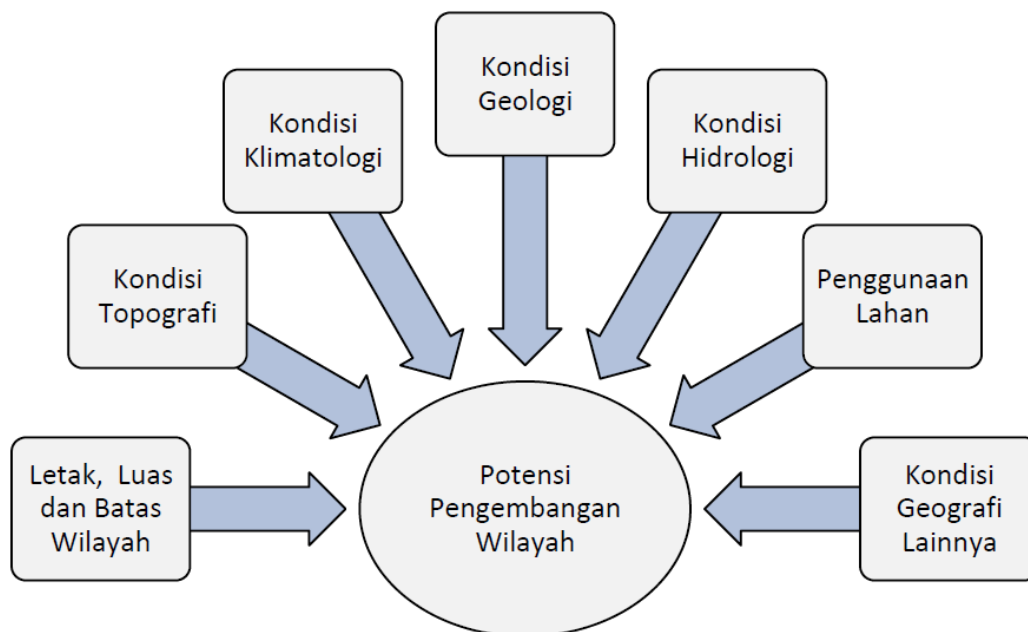 Kondisi
Geologi
Kondisi
Klimatologi
Kondisi
Hidrologi
Kondisi
Topografi
Penggunaan
Lahan
Letak, Luas
dan Batas
Wilayah
Potensi
Pengembangan
Wilayah
Kondisi
Geografi
Lainnya